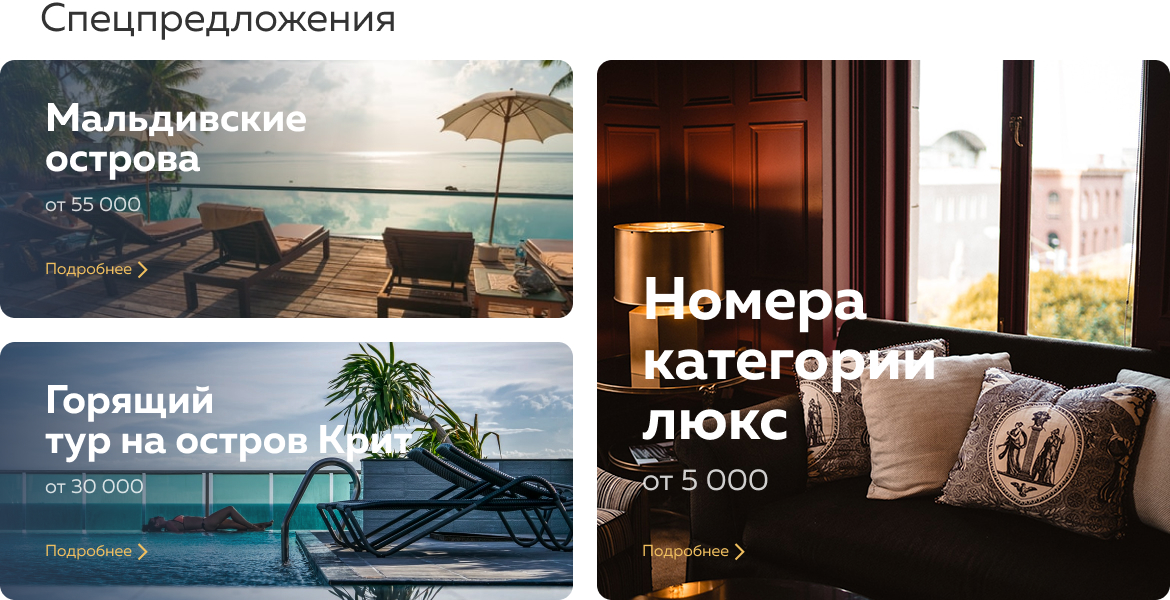 Спецпредложения
Мальдивские
острова
от 55 000
Подробнее
Горящий
тур на остров Крит
от 30 000
Подробнее
Номера
категории
люкс
от 5 000
Подробнее